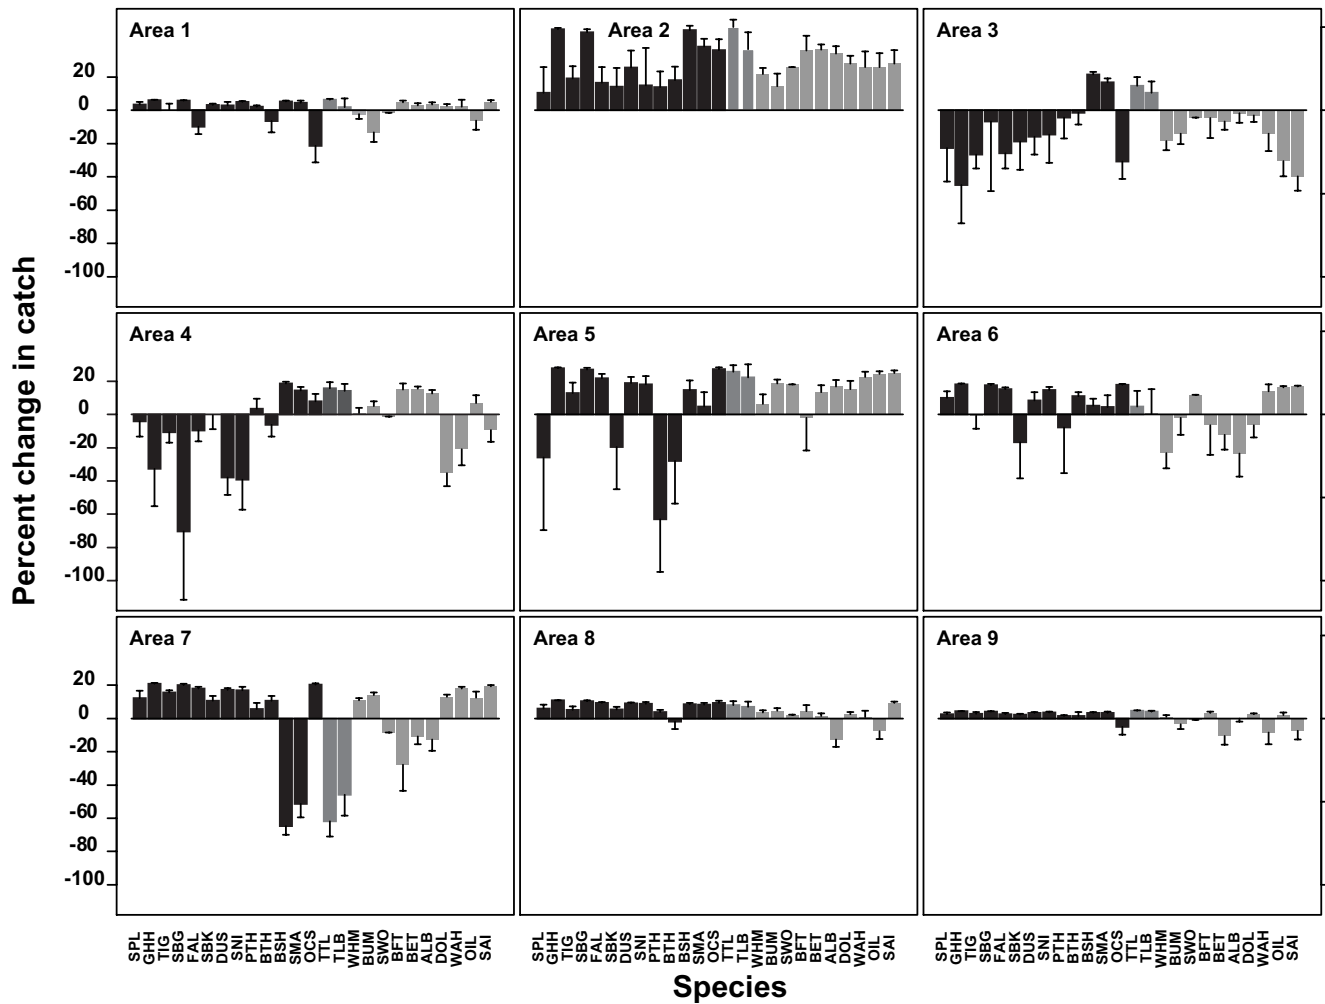 Percent change in catch
Area 1
Area 2
Area 3
20
0
-20
-40
-60
-80
-100
Area 4
Area 5
Area 6
20
0
-20
-40
-60
-80
-100
Area 7
Area 8
Area 9
20
0
-20
-40
-60
-80
-100
SPL GHH TIG SBG FAL SBK DUS SNI PTH BTH BSH SMA OCS TTL TLB WHM BUM SWO BFT BET ALB DOL WAH OIL SAI
SPL GHH TIG SBG FAL SBK DUS SNI PTH BTH BSH SMA OCS TTL TLB WHM BUM SWO BFT BET ALB DOL WAH OIL SAI
SPL GHH TIG SBG FAL SBK DUS SNI PTH BTH BSH SMA OCS TTL TLB WHM BUM SWO BFT BET ALB DOL WAH OIL SAI
Species